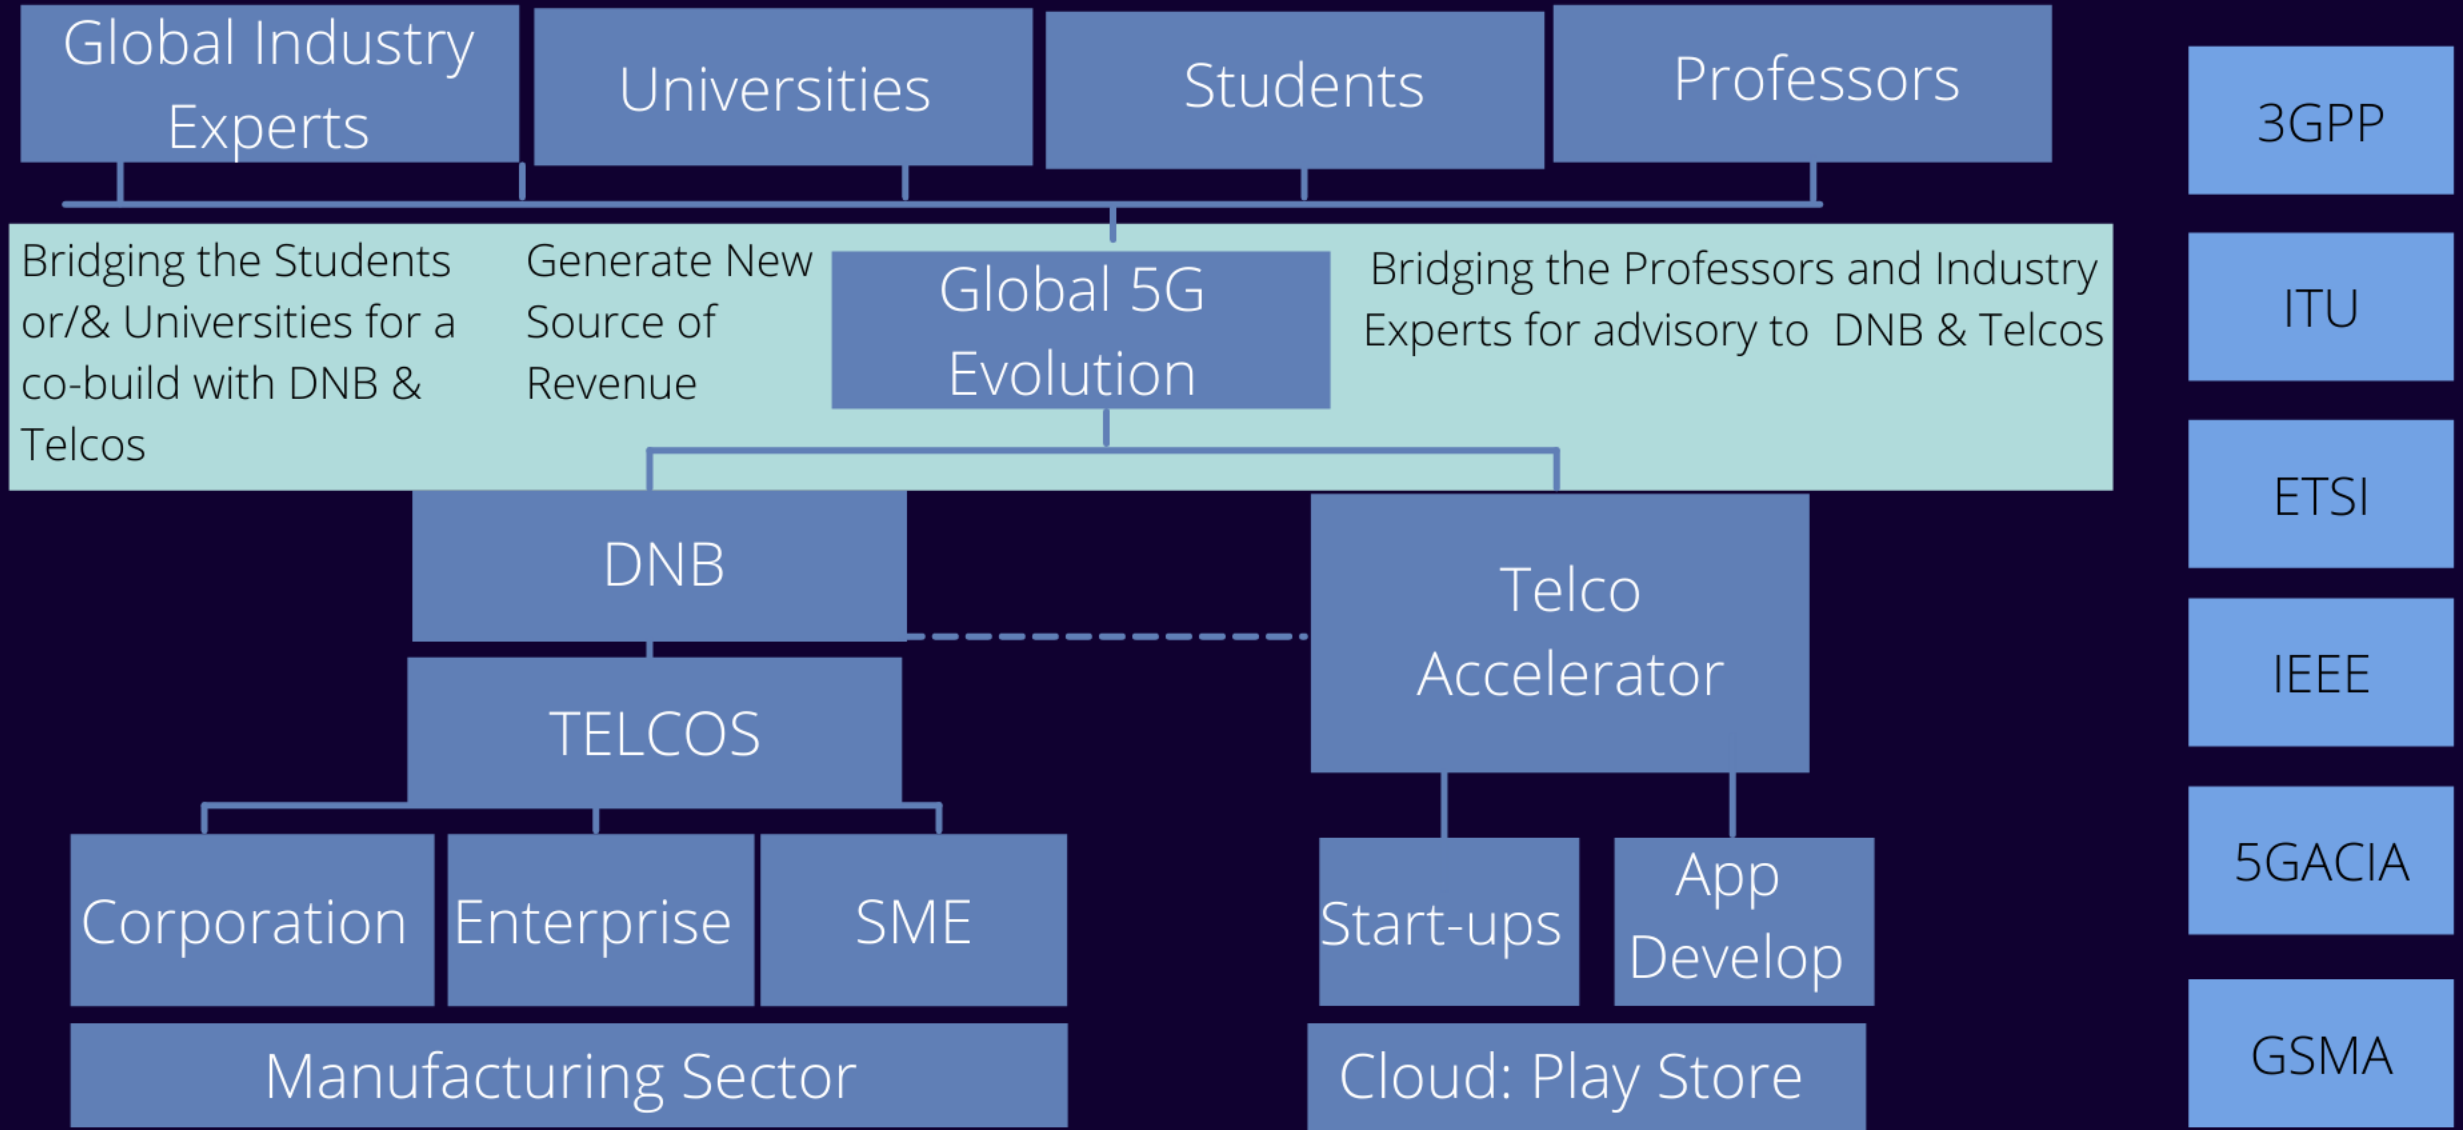 Global Industry
Experts
Universities
Students
Professors
Bridging the Students
or/& Universities for a
co-build with DNB &
Telcos
Generate New
Source of
Revenue
Global 5G
Evolution
Bridging the Professors and Industry
Experts for advisory to DNB & Telcos
DNB
Telco
Accelerator
TELCOS
Corporation
Enterprise
SME
Start-ups
App
Develop
Manufacturing Sector
Cloud: Play Store
3GPP
ITU
ETSI
IEEE
5GACIA
GSMA